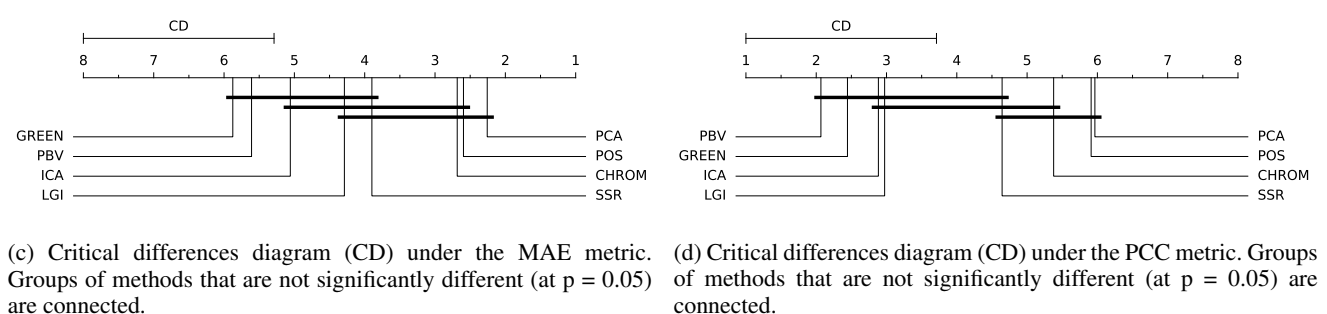 CD
8 7 6 5 4 3 2 1
GREEN
PBV
ICA
LGI
PCA
POS
CHROM
SSR
(c) Critical differences diagram (CD) under the MAE metric.
Groups of methods that are not significantly different (at p = 0.05)
are connected.
CD
1 2 3 4 5 6 7 8
PBV
GREEN
ICA
LGI
PCA
POS
CHROM
SSR
(d) Critical differences diagram (CD) under the PCC metric. Groups
of methods that are not significantly different (at p = 0.05) are
connected.